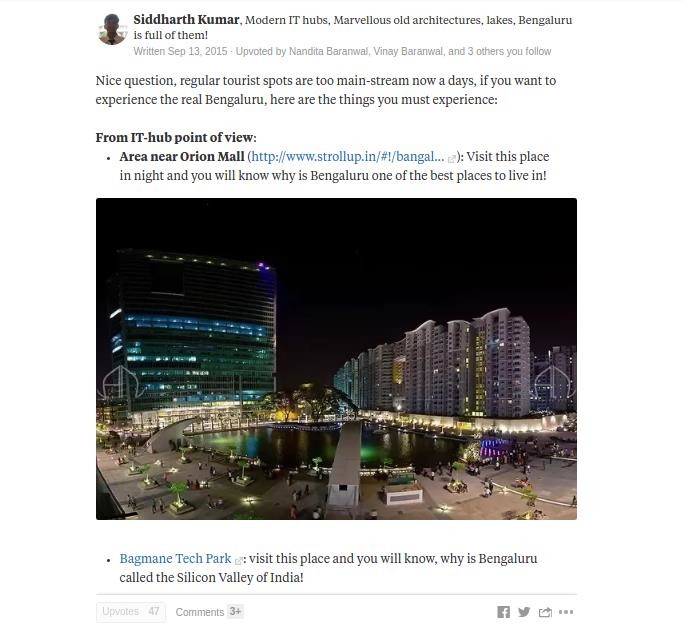 Siddharth Kumar, Modern IT hubs, Marvellous old architectures, lakes, Bengaluru
is full of them!
Written Sep 13, 2015 · Upvoted by Nandita Baranwal, Vinay Baranwal, and 3 others you follow
Nice question, regular tourist spots are too main-stream now a days, if you want to
experience the real Bengaluru, here are the things you must experience:
From IT-hub point of view:
• Area near Orion Mall (http://www.strollup.in/#!/bangal... ): Visit this place
in night and you will know why is Bengaluru one of the best places to live in!
• Bagmane Tech Park : visit this place and you will know, why is Bengaluru
called the Silicon Valley of India!
Upvotes 47 Comments 3+